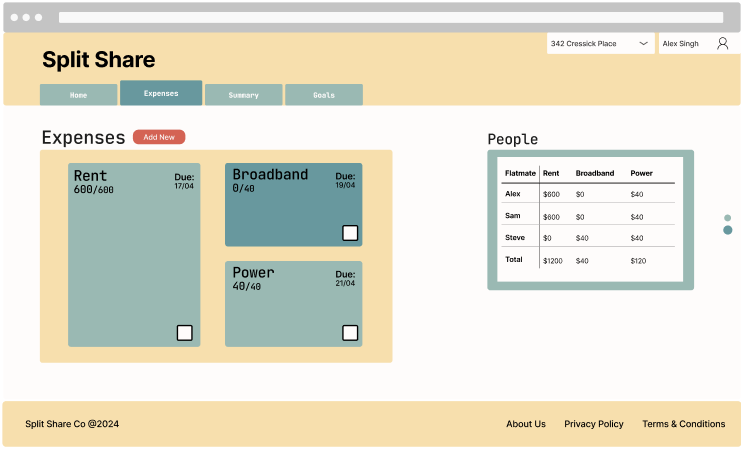 342 Cressick Place
Alex Singh
Split Share
Home Expenses Summary Goals
Expenses Add New
People
Rent
600/600
Due:
17/04
Broadband
0/40
Due:
19/04
Power
40/40
Due:
21/04
Flatmate Rent Broadband Power
Alex $600 $0 $40
Sam $600 $0 $40
Steve $0 $40 $40
Total $1200 $40 $120
Split Share Co @2024
About Us Privacy Policy Terms & Conditions